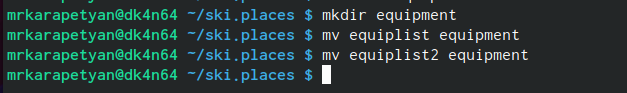 mrkarapetyan@dk4n64 ~/ski.places $ mkdir equipment
mrkarapetyan@dk4n64 ~/ski.places $ mv equiplist equipment
mrkarapetyan@dk4n64 ~/ski.places $ mv equiplist2 equipment
mrkarapetyan@dk4n64 ~/ski.places $